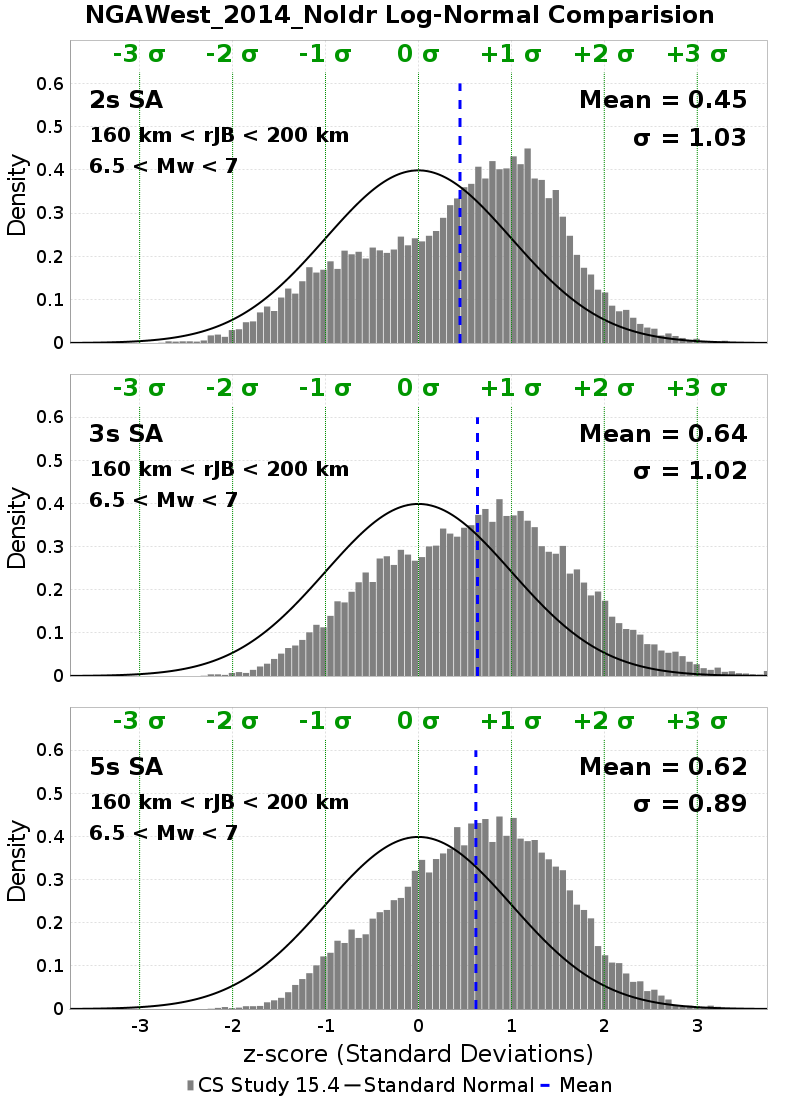 NGAWest_2014_NoIdr Log-Normal Comparision
-3 σ -2 σ -1 σ 0 σ +1 σ +2 σ +3 σ
0.6
2s SA Mean = 0.45
0.5
160 km < rJB < 200 km σ = 1.03
6.5 < Mw < 7
0.4
0.3
0.2
0.1
0
Density
-3 σ -2 σ -1 σ 0 σ +1 σ +2 σ +3 σ
0.6
3s SA Mean = 0.64
0.5
160 km < rJB < 200 km σ = 1.02
6.5 < Mw < 7
0.4
0.3
0.2
0.1
0
Density
-3 σ -2 σ -1 σ 0 σ +1 σ +2 σ +3 σ
0.6
5s SA Mean = 0.62
0.5
160 km < rJB < 200 km σ = 0.89
6.5 < Mw < 7
0.4
0.3
0.2
0.1
0
Density
-3 -2 -1 0 1 2 3
z-score (Standard Deviations)
CS Study 15.4 Standard Normal Mean